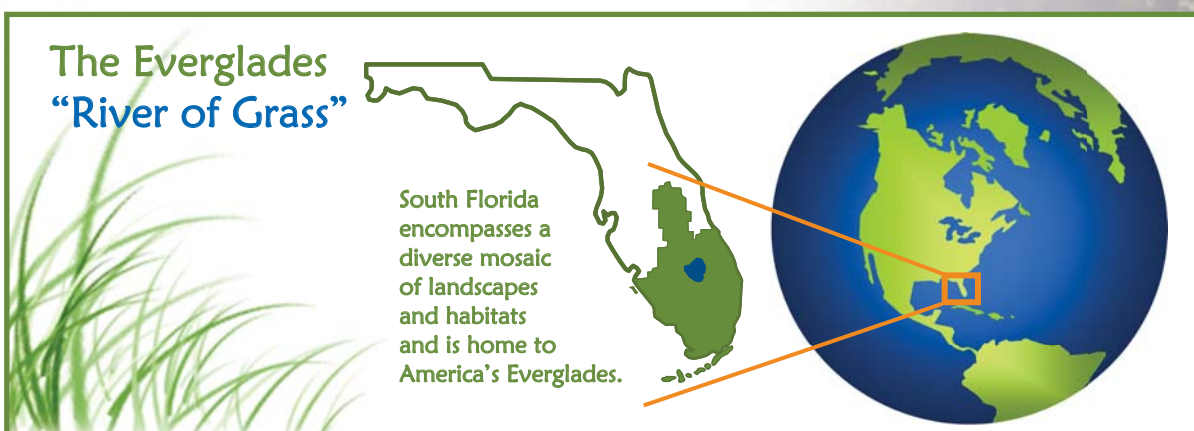 The Everglades
“River of Grass”
South Florida
encompasses a
diverse mosaic
of landscapes
and habitats
and is home to
America’s Everglades.